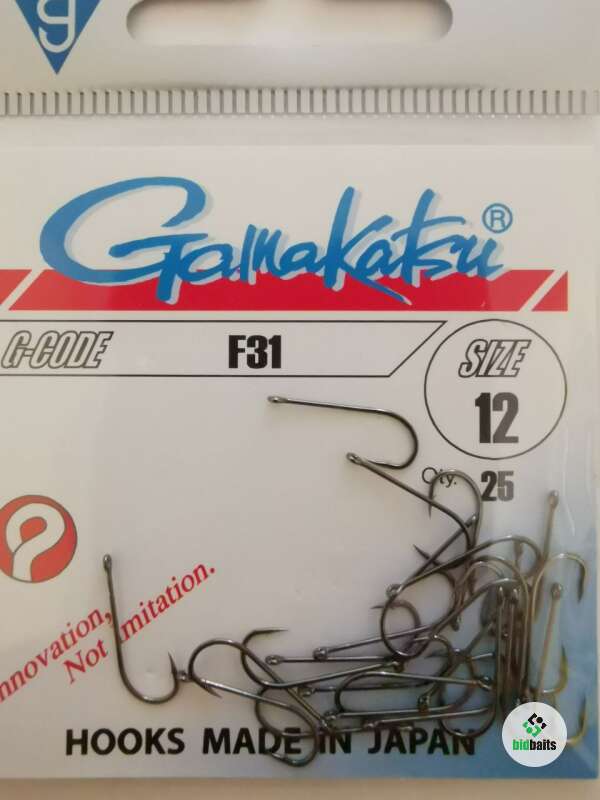 g
Gamakatsu®
G-CODE F31
SIZE
12
Qty. 25
Innovation,
Not Imitation.
HOOKS MADE IN JAPAN
bidbaits